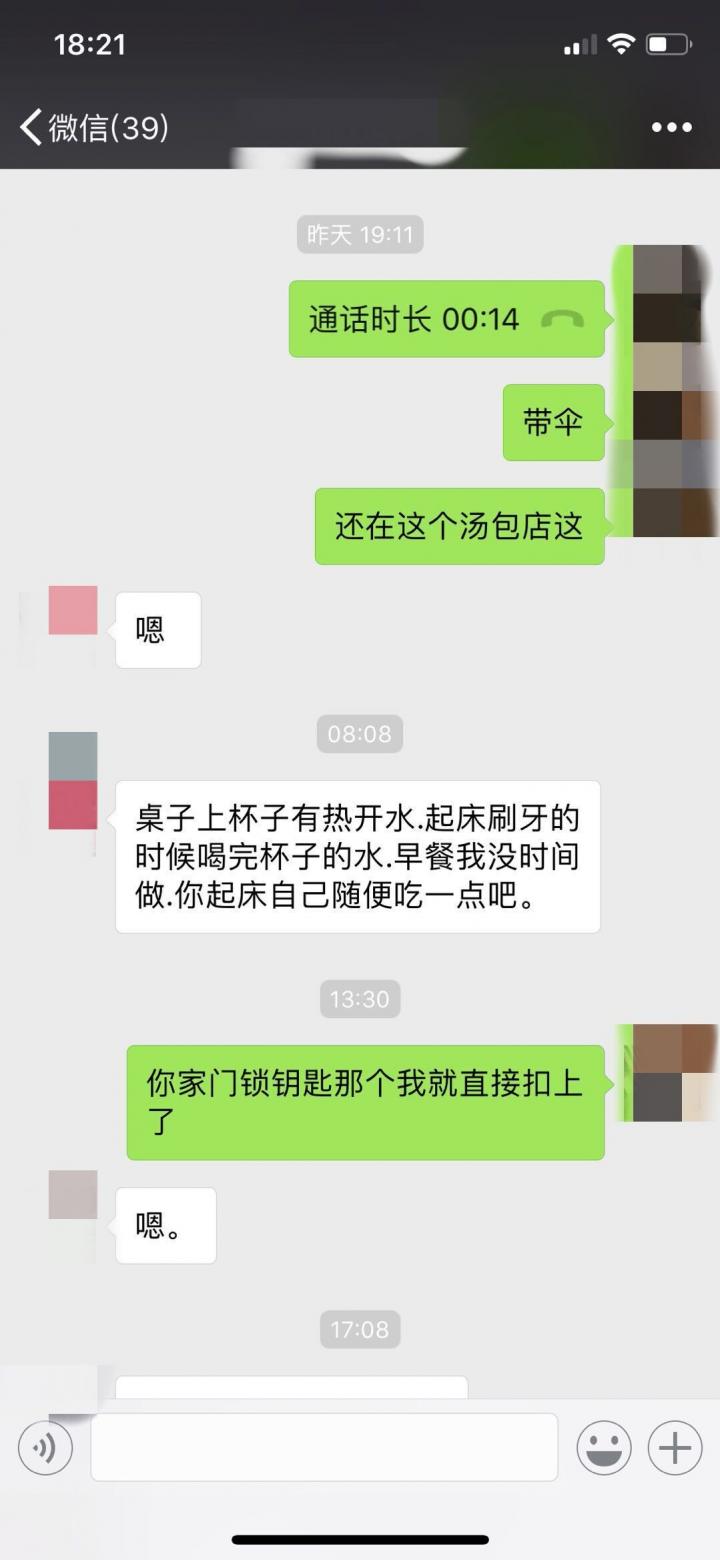 18:21
微信(39)
昨天 19:11
通话时长 00:14
带伞
还在这个汤包店这
嗯
08:08
桌子上杯子有热开水.起床刷牙的
时候喝完杯子的水.早餐我没时间
做.你起床自己随便吃一点吧。
13:30
你家门锁钥匙那个我就直接扣上
了
嗯。
17:08